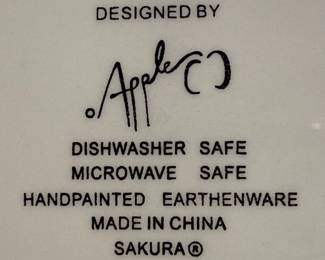 DESIGNED BY
Apple
DISHWASHER SAFE
MICROWAVE SAFE
HANDPAINTED EARTHENWARE
MADE IN CHINA
SAKURA®